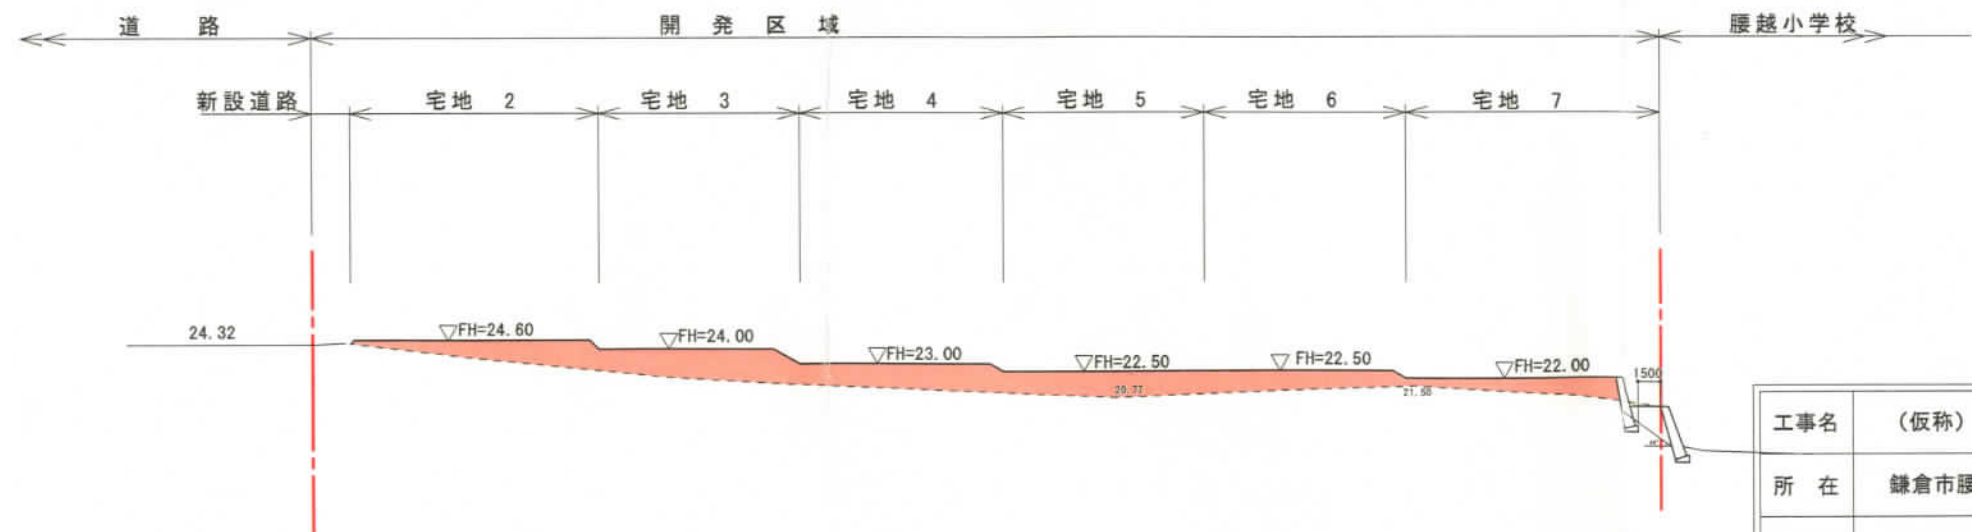 道　路
開　発　区　域
腰越小学校
新設道路
宅地　2
宅地　3
宅地　4
宅地　5
宅地　6
宅地　7
24.32
▽FH=24.60
▽FH=24.00
▽FH=23.00
▽FH=22.50
▽FH=22.50
▽FH=22.00
1500
20.77
工事名　（仮称）
所　在　鎌倉市腰